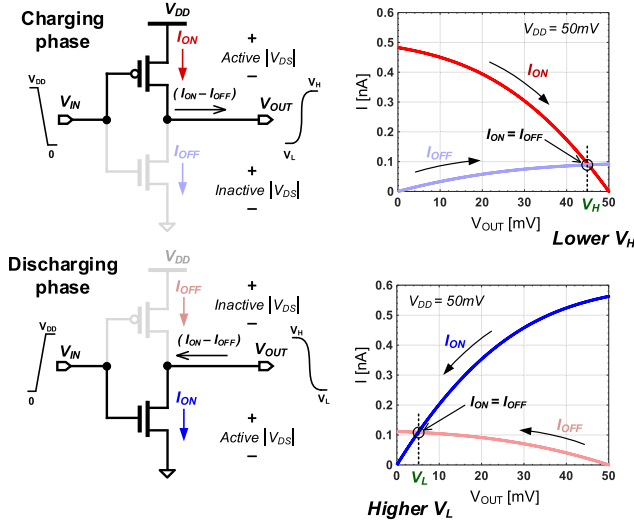 Charging phase
V_DD
I_ON
+
Active |V_DS|
−
V_DD
0
V_IN
(I_ON − I_OFF)
V_OUT
V_H
V_L
I_OFF
+
Inactive |V_DS|
−
V_DD = 50mV
I_ON
I_ON = I_OFF
I_OFF
I [nA]
0.6
0.5
0.4
0.3
0.2
0.1
0
0 10 20 30 40 50
V_H
V_OUT [mV]
Lower V_H
Discharging phase
V_DD
I_OFF
+
Inactive |V_DS|
−
V_DD
0
V_IN
(I_ON − I_OFF)
V_OUT
V_H
V_L
I_ON
+
Active |V_DS|
−
V_DD = 50mV
I_ON
I_ON = I_OFF
I_OFF
I [nA]
0.6
0.5
0.4
0.3
0.2
0.1
0
0 10 20 30 40 50
V_L
V_OUT [mV]
Higher V_L